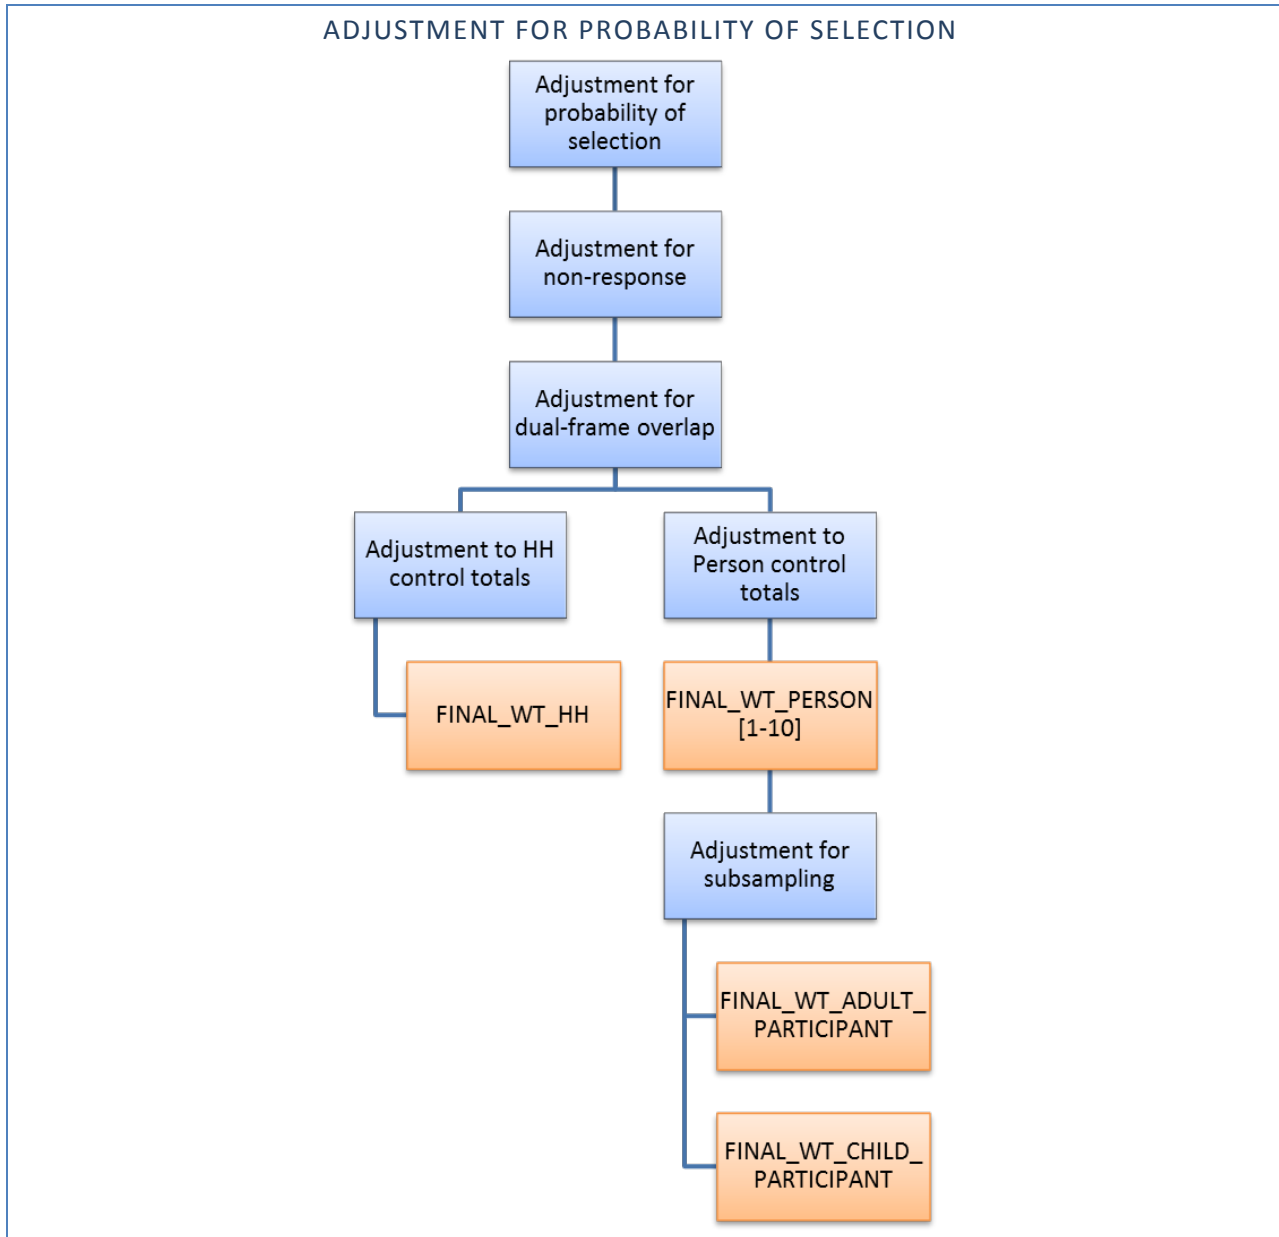 ADJUSTMENT FOR PROBABILITY OF SELECTION
Adjustment for
probability of
selection
Adjustment for
non-response
Adjustment for
dual-frame overlap
Adjustment to HH
control totals
Adjustment to
Person control
totals
FINAL_WT_HH
FINAL_WT_PERSON
[1-10]
Adjustment for
subsampling
FINAL_WT_ADULT_
PARTICIPANT
FINAL_WT_CHILD_
PARTICIPANT